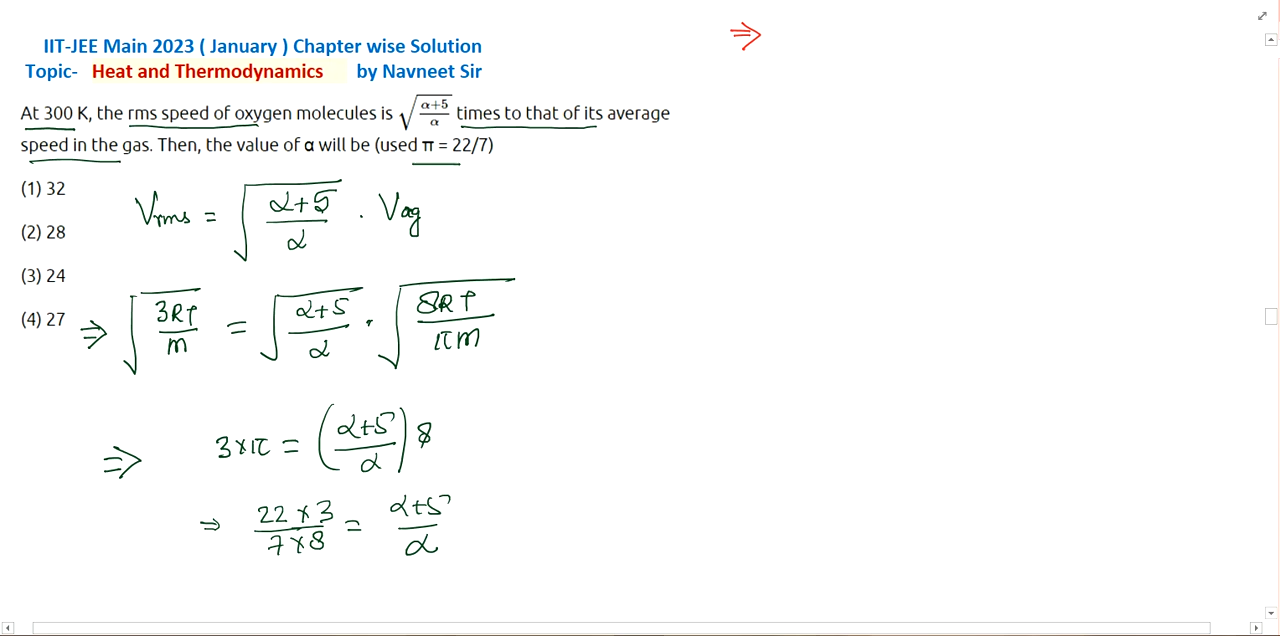 IIT-JEE Main 2023 ( January ) Chapter wise Solution
Topic- Heat and Thermodynamics by Navneet Sir
⇒
At 300 K, the rms speed of oxygen molecules is √((α+5)/α) times to that of its average
speed in the gas. Then, the value of α will be (used π = 22/7)
(1) 32
(2) 28
(3) 24
(4) 27
Vrms = √((α+5)/α) · Vag
⇒ √(3RT/m) = √((α+5)/α) · √(8RT/πm)
⇒ 3×π = ((α+5)/α) 8
⇒ (22×3)/(7×8) = (α+5)/α